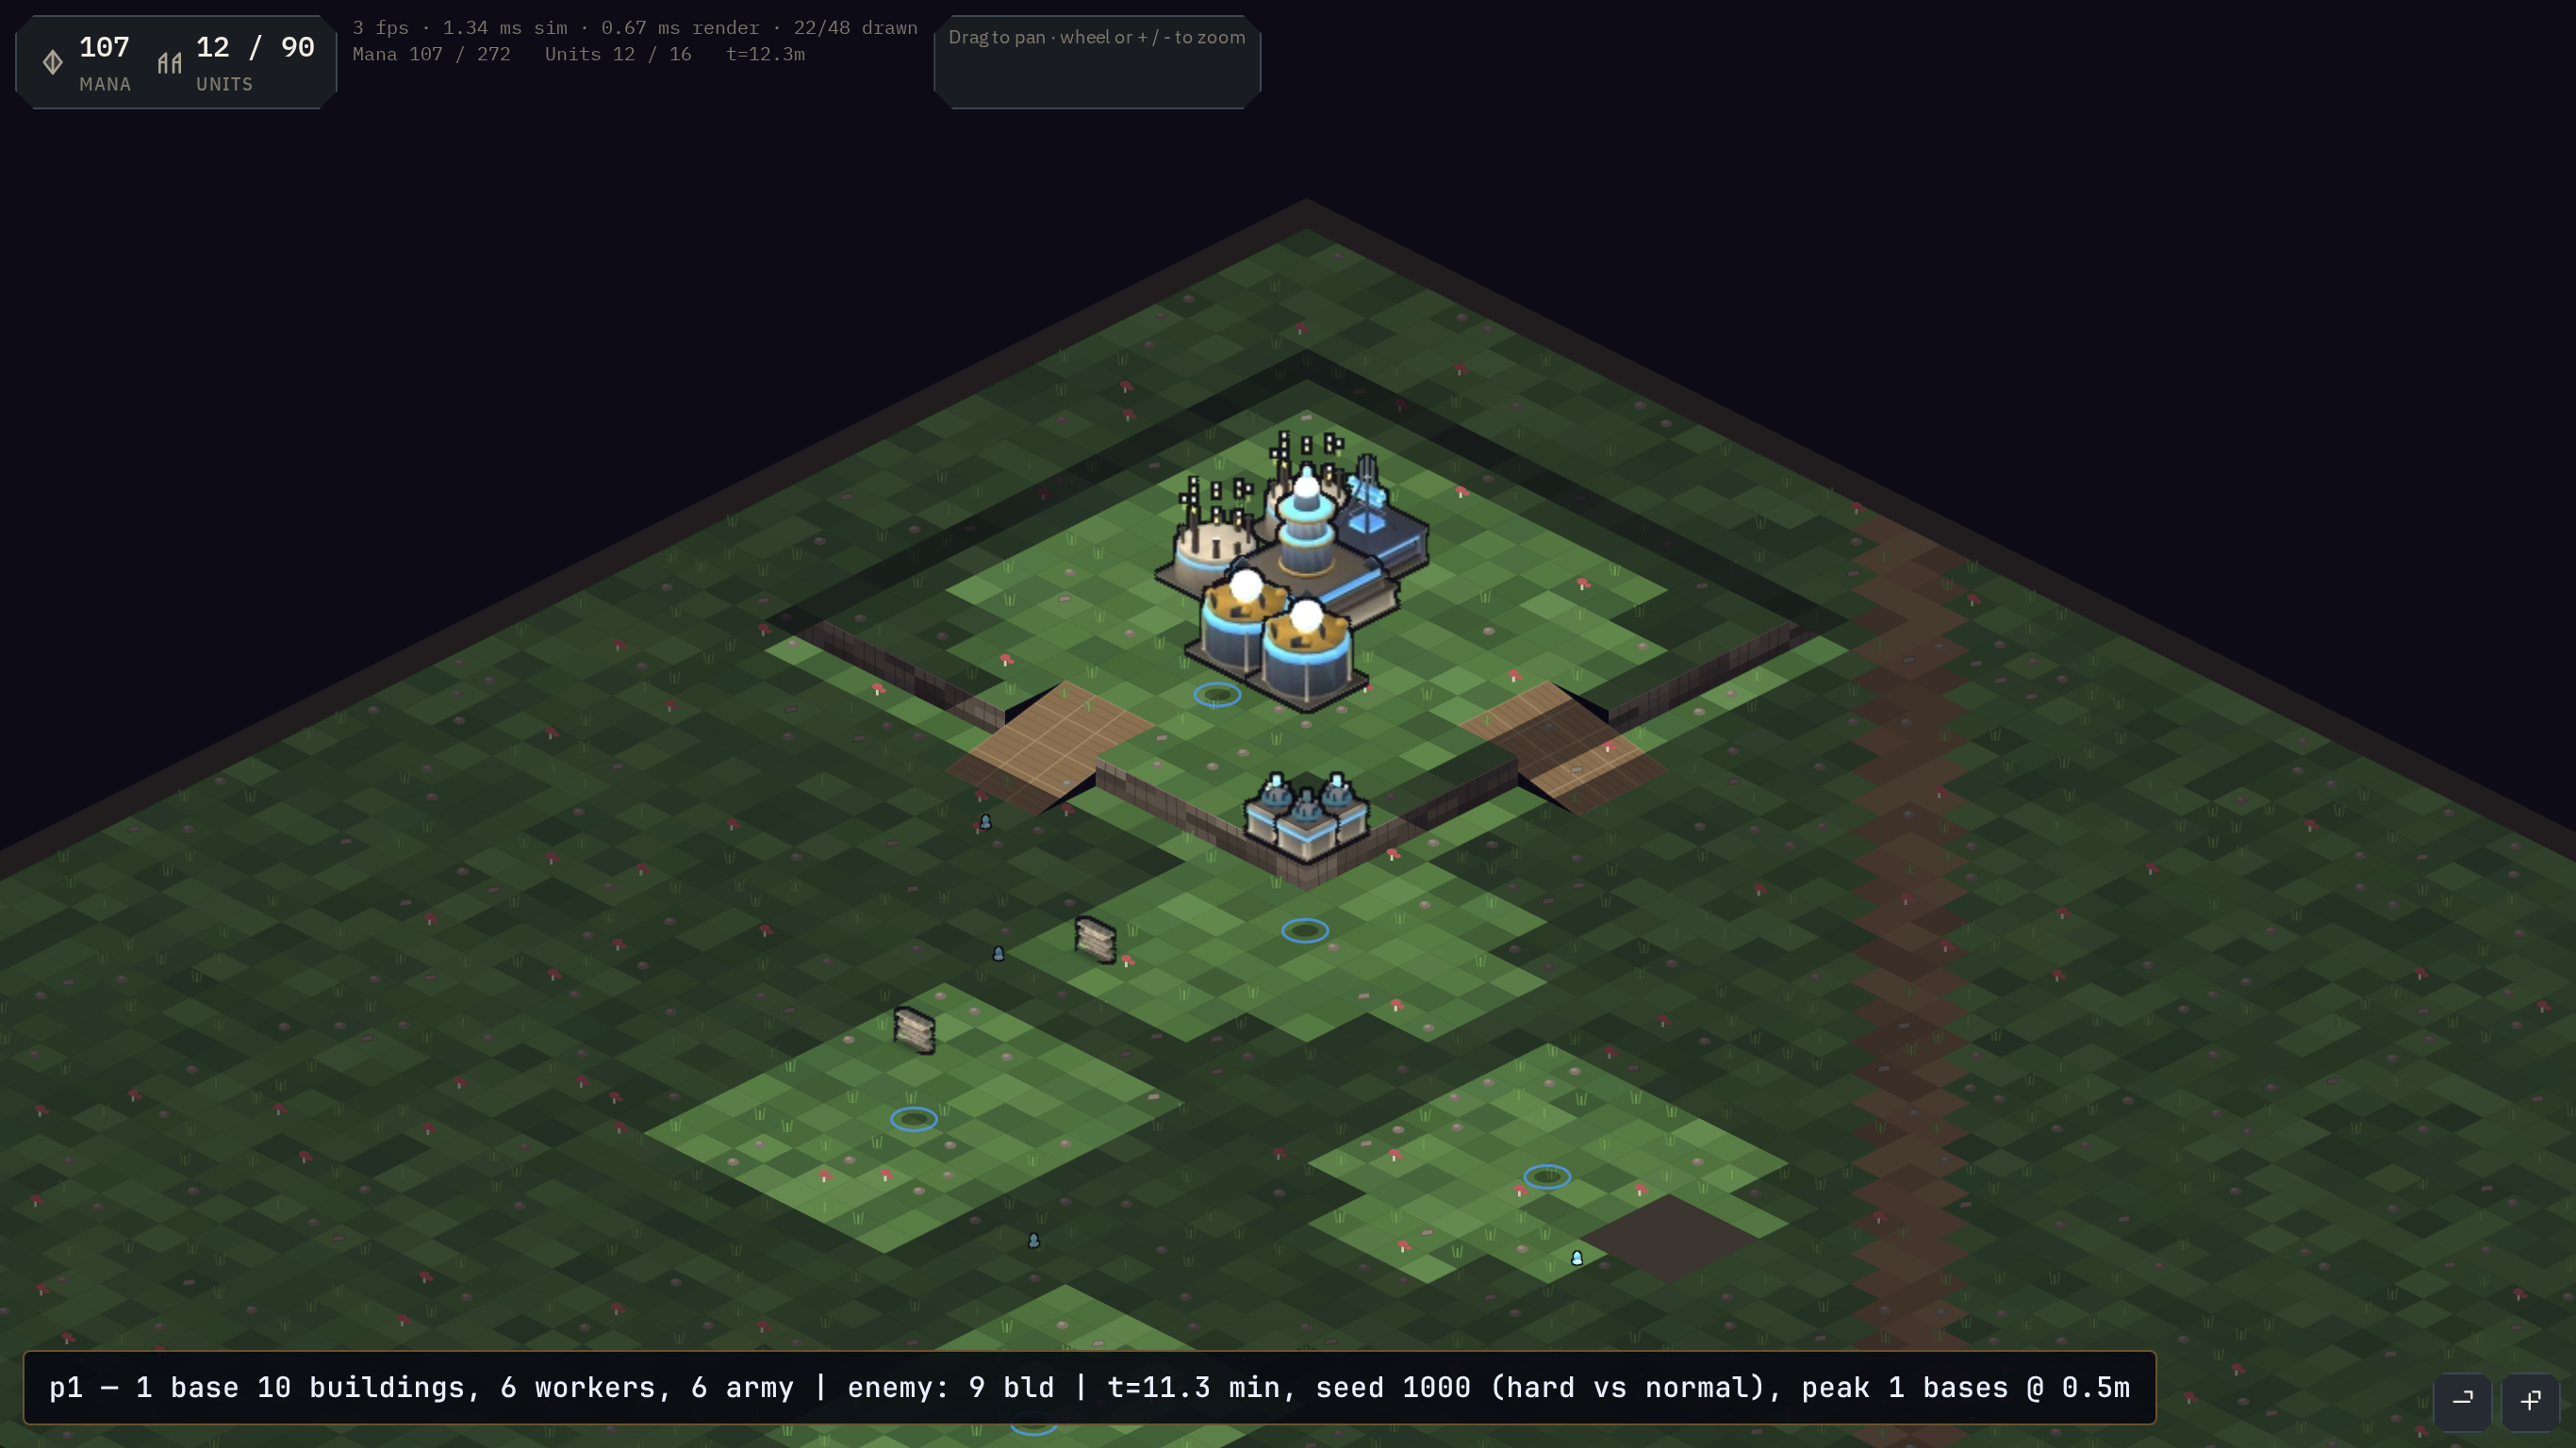 107
MANA
12 / 90
UNITS
3 fps · 1.34 ms sim · 0.67 ms render · 22/48 drawn
Mana 107 / 272 Units 12 / 16 t=12.3m
Drag to pan · wheel or + / - to zoom
p1 — 1 base 10 buildings, 6 workers, 6 army | enemy: 9 bld | t=11.3 min, seed 1000 (hard vs normal), peak 1 bases @ 0.5m